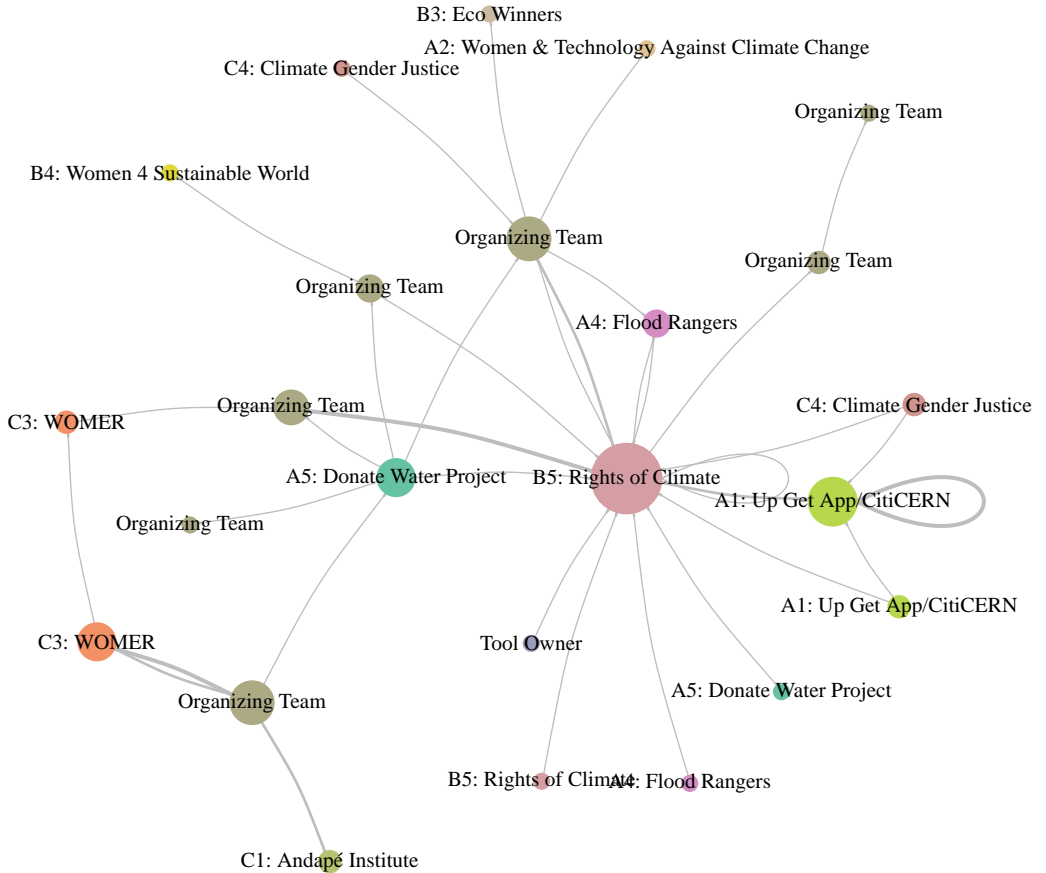 B3: Eco Winners
A2: Women & Technology Against Climate Change
C4: Climate Gender Justice
Organizing Team
B4: Women 4 Sustainable World
Organizing Team
Organizing Team
Organizing Team
A4: Flood Rangers
Organizing Team
C4: Climate Gender Justice
C3: WOMER
A5: Donate Water Project
B5: Rights of Climate
A1: Up Get App/CitiCERN
Organizing Team
A1: Up Get App/CitiCERN
C3: WOMER
Tool Owner
A5: Donate Water Project
Organizing Team
B5: Rights of Climate
A4: Flood Rangers
C1: Andapé Institute